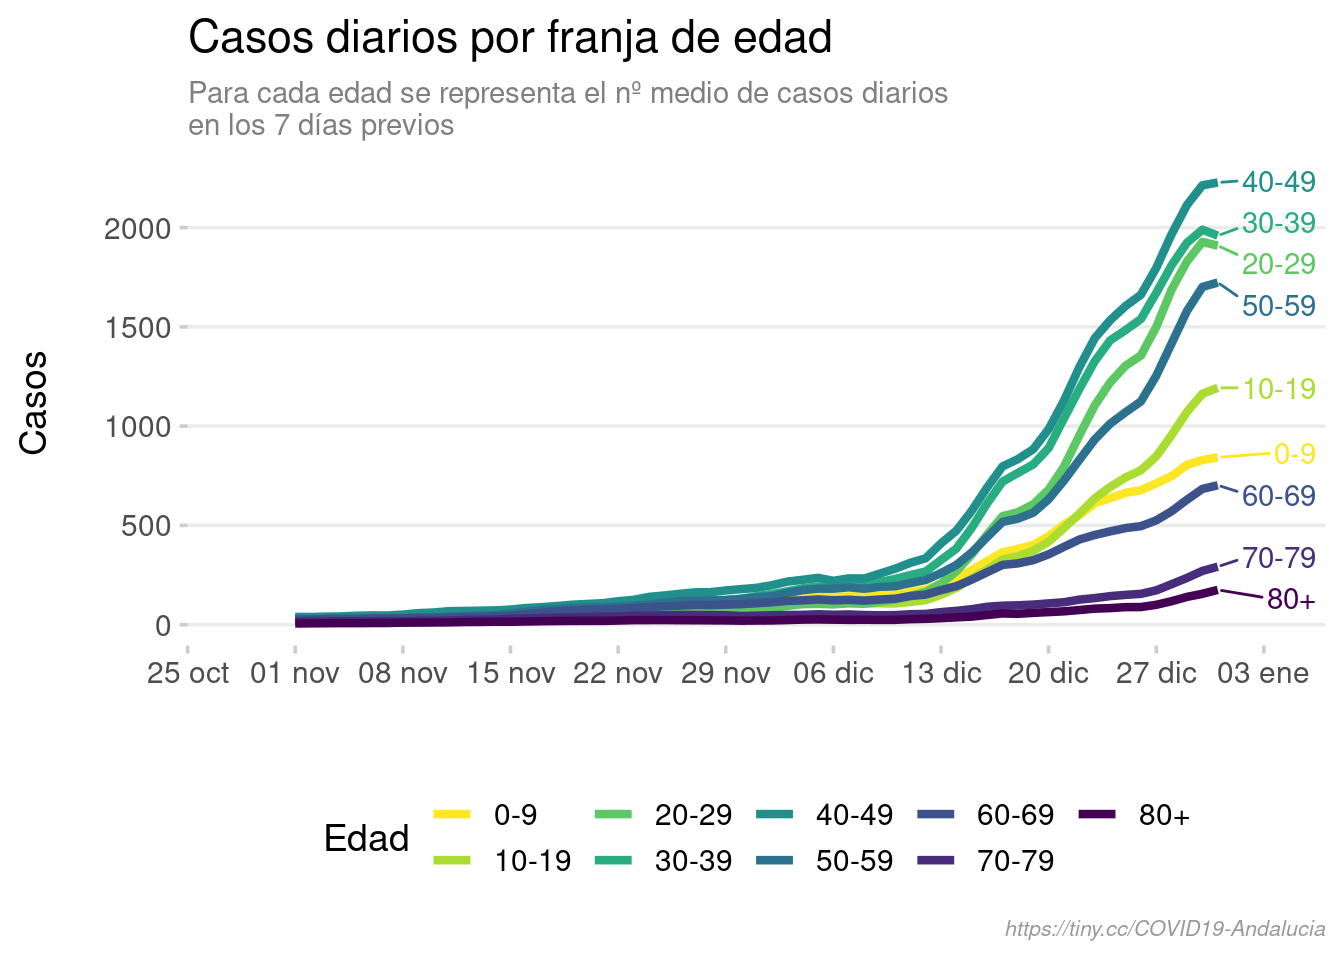 Casos diarios por franja de edad
Para cada edad se representa el nº medio de casos diarios
en los 7 días previos
Casos
2000
1500
1000
500
0
40-49
30-39
20-29
50-59
10-19
0-9
60-69
70-79
80+
25 oct 01 nov 08 nov 15 nov 22 nov 29 nov 06 dic 13 dic 20 dic 27 dic 03 ene
Edad
0-9 20-29 40-49 60-69 80+
10-19 30-39 50-59 70-79
https://tiny.cc/COVID19-Andalucia